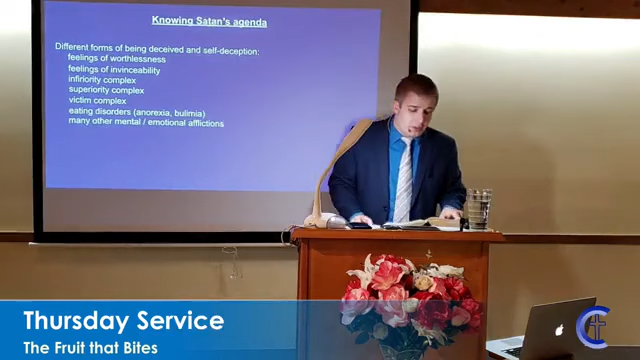 Knowing Satan's agenda
Different forms of being deceived and self-deception:
feelings of worthlessness
feelings of invinceability
infiriority complex
superiority complex
victim complex
eating disorders (anorexia, bulimia)
many other mental / emotional afflictions
Thursday Service
The Fruit that Bites